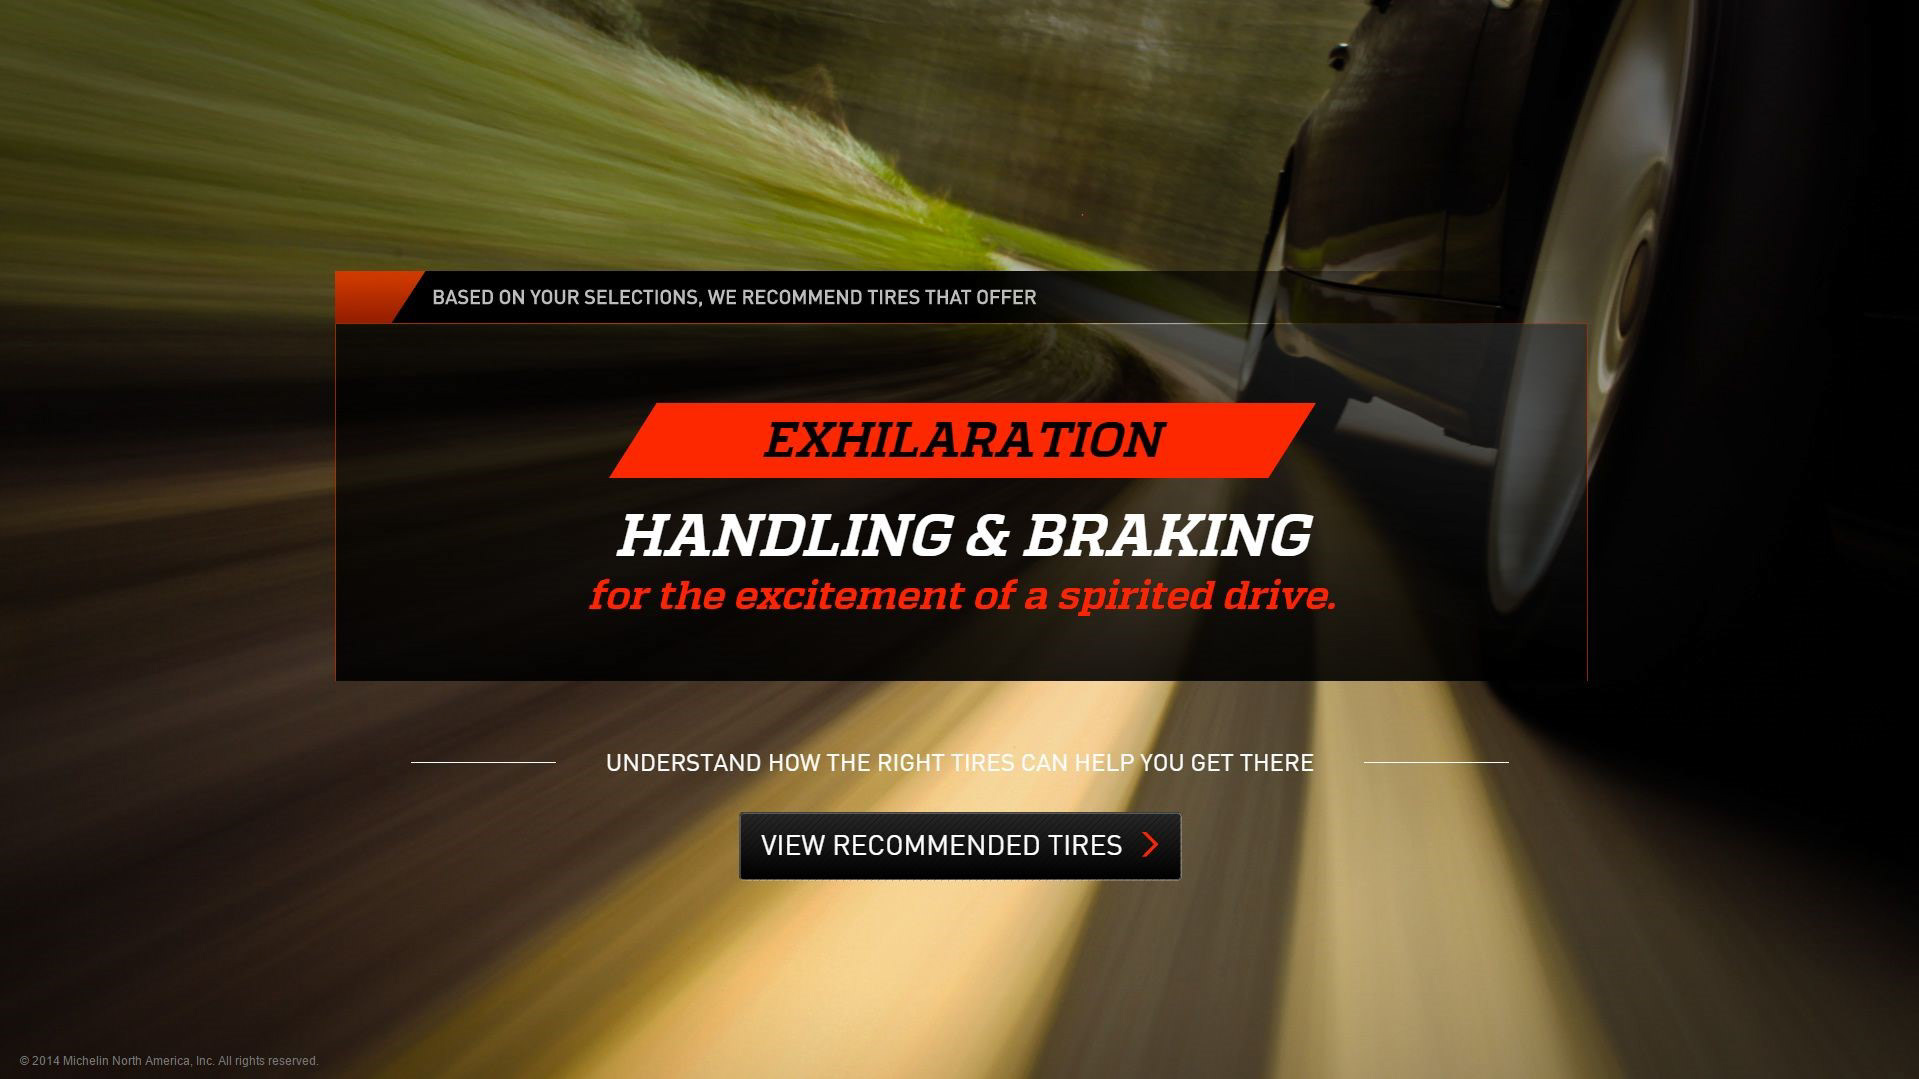 BASED ON YOUR SELECTIONS, WE RECOMMEND TIRES THAT OFFER
EXHILARATION
HANDLING & BRAKING
for the excitement of a spirited drive.
UNDERSTAND HOW THE RIGHT TIRES CAN HELP YOU GET THERE
VIEW RECOMMENDED TIRES
© 2014 Michelin North America, Inc. All rights reserved.